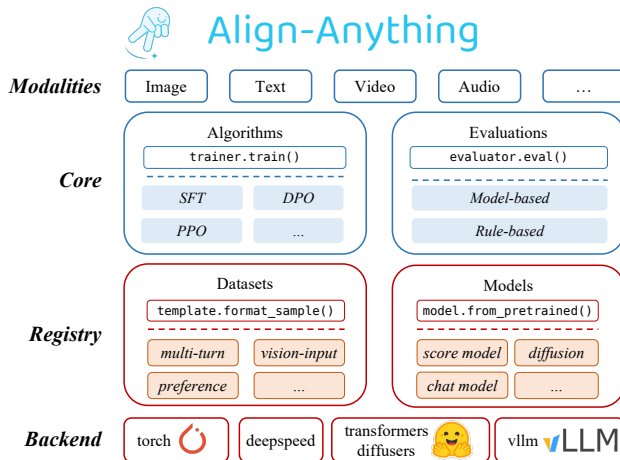 Align-Anything
Modalities
Image
Text
Video
Audio
...
Core
Algorithms
trainer.train()
SFT
DPO
PPO
...
Evaluations
evaluator.eval()
Model-based
Rule-based
Registry
Datasets
template.format_sample()
multi-turn
vision-input
preference
...
Models
model.from_pretrained()
score model
diffusion
chat model
...
Backend
torch
deepspeed
transformers
diffusers
vllm
vLLM